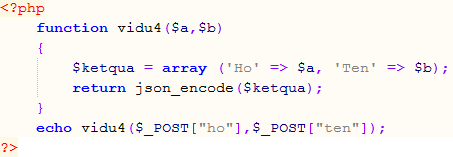 <?php
    function vidu4($a,$b)
    {
        $ketqua = array ('Ho' => $a, 'Ten' => $b);
        return json_encode($ketqua);
    }
    echo vidu4($_POST["ho"],$_POST["ten"]);
?>